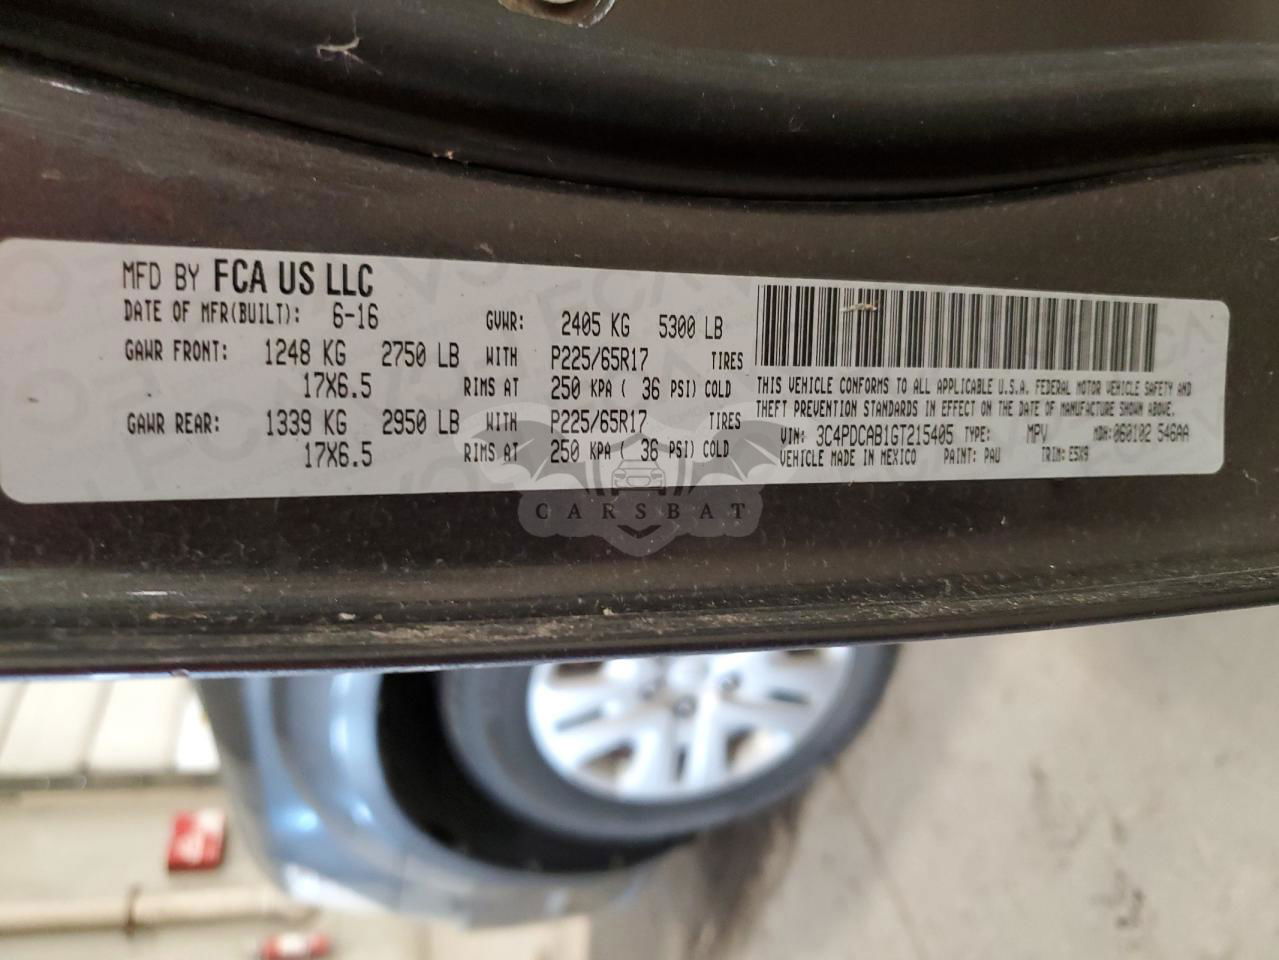 MFD BY FCA US LLC
DATE OF MFR(BUILT): 6-16 GVWR: 2405 KG 5300 LB
GAWR FRONT: 1248 KG 2750 LB WITH P225/65R17 TIRES
17X6.5 RIMS AT 250 KPA ( 36 PSI) COLD
GAWR REAR: 1339 KG 2950 LB WITH P225/65R17 TIRES
17X6.5 RIMS AT 250 KPA ( 36 PSI) COLD
THIS VEHICLE CONFORMS TO ALL APPLICABLE U.S.A. FEDERAL MOTOR VEHICLE SAFETY AND
THEFT PREVENTION STANDARDS IN EFFECT ON THE DATE OF MANUFACTURE SHOWN ABOVE.
VIN: 3C4PDCAB1GT215405 TYPE: MPV MDH: 060102 546AA
VEHICLE MADE IN MEXICO PAINT: PAU TRIM: E5X9
CARSBAT